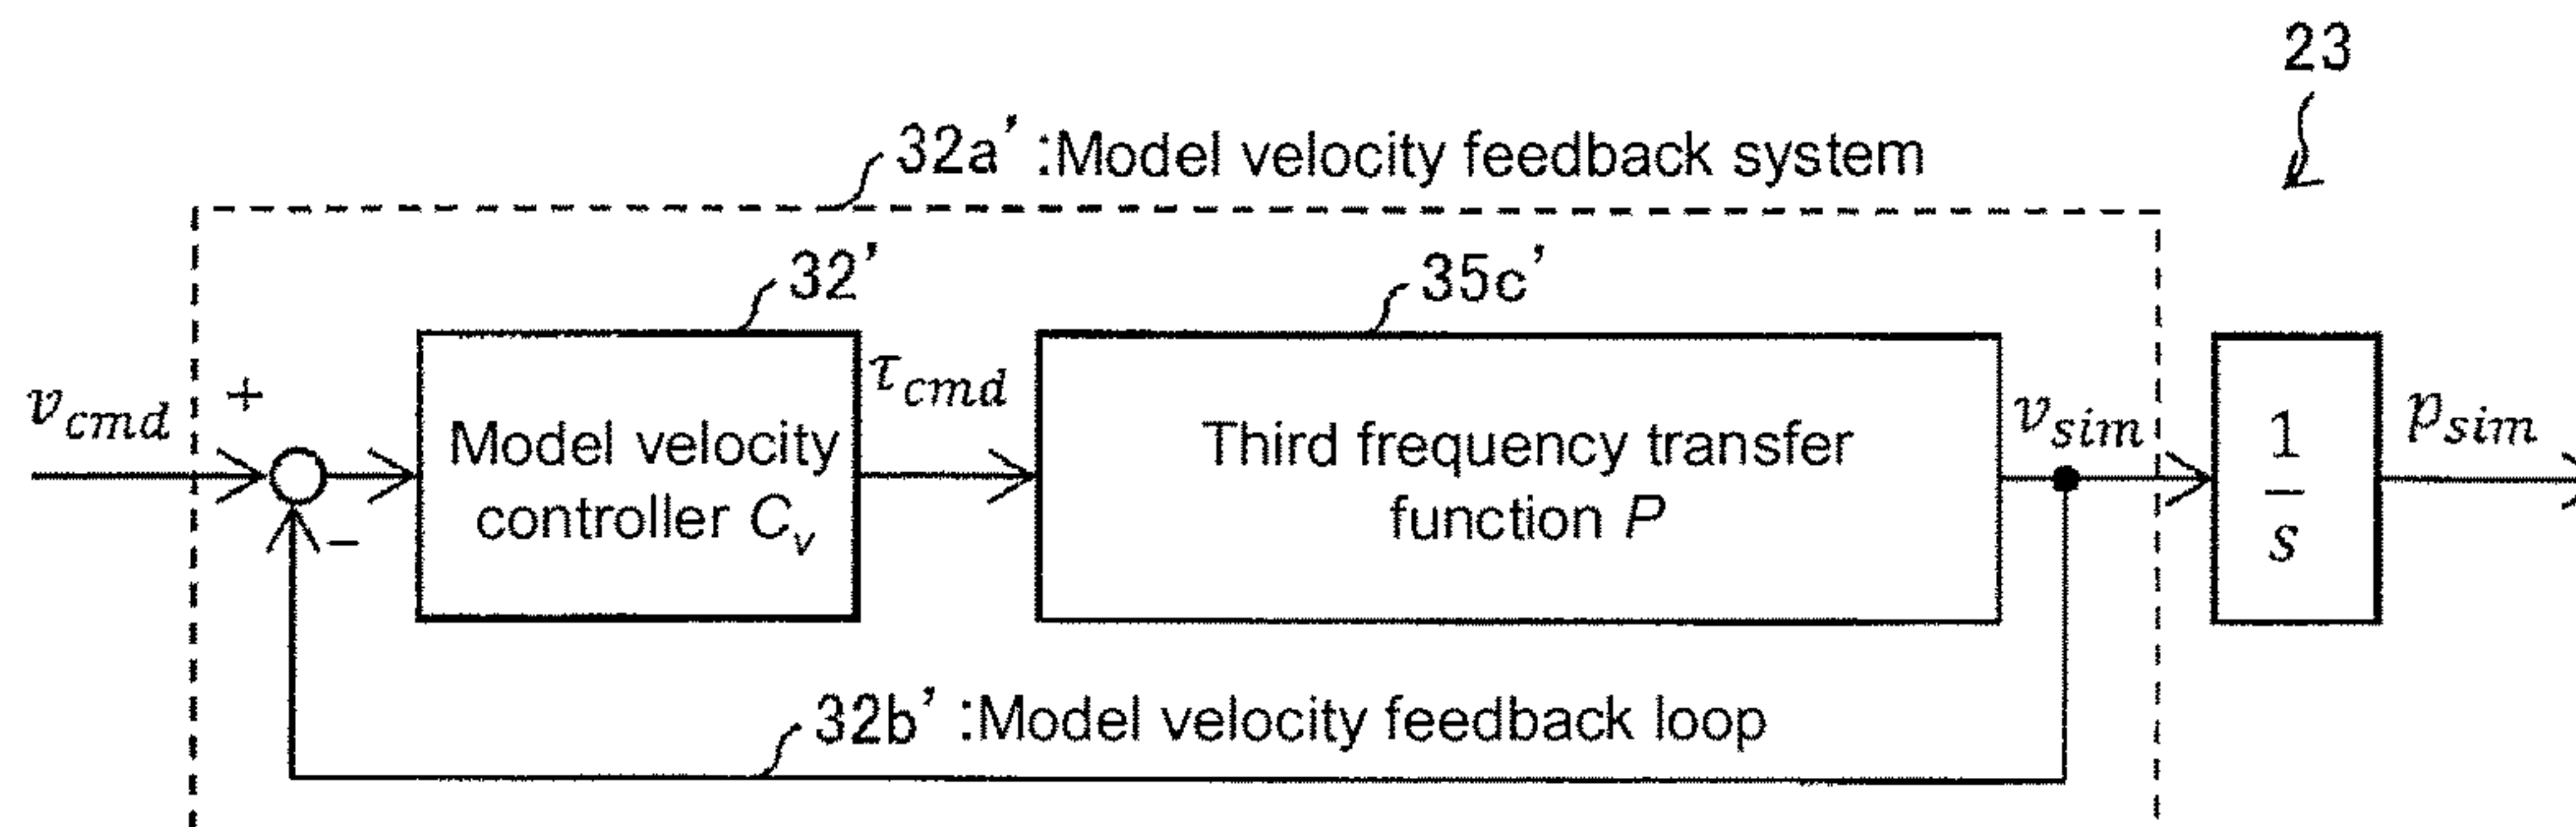 23
32a' :Model velocity feedback system
32'
35c'
v_cmd
+
−
Model velocity
controller C_v
τ_cmd
Third frequency transfer
function P
v_sim
1
s
p_sim
32b' :Model velocity feedback loop